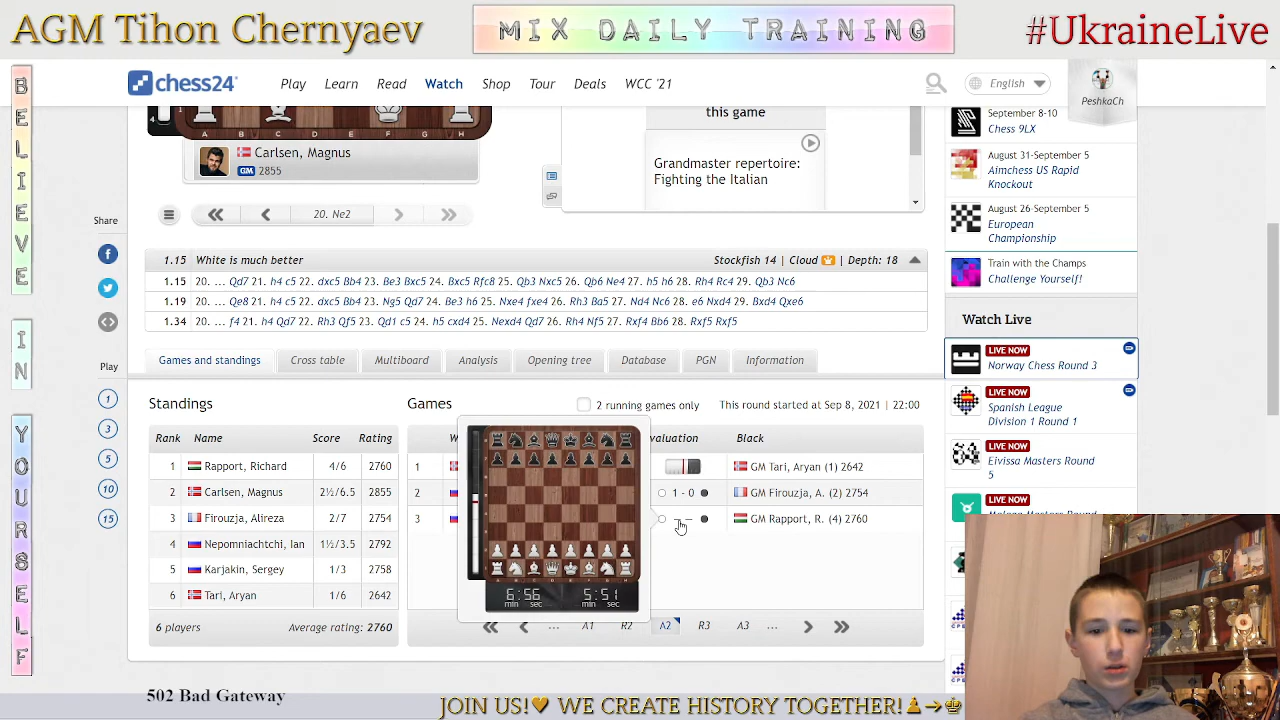 AGM Tihon Chernyaev
MIX DAILY TRAINING
#UkraineLive
BELIEVE
IN
YOURSELF
chess24
Play
Learn
Read
Watch
Shop
Tour
Deals
WCC '21
English
PeshkaCh
4
A B C D E F G H
Carlsen, Magnus
GM 2855
20. Ne2
this game
Grandmaster repertoire:
Fighting the Italian
September 8-10
Chess 9LX
August 31-September 5
Aimchess US Rapid
Knockout
August 26-September 5
European
Championship
Train with the Champs
Challenge Yourself!
Watch Live
LIVE NOW
Norway Chess Round 3
LIVE NOW
Spanish League
Division 1 Round 1
LIVE NOW
Eivissa Masters Round
5
LIVE NOW
Share
Play
1
3
5
10
15
1.15 White is much better
Stockfish 14 | Cloud | Depth: 18
1.15 20. ... Qd7 21. f4 c5 22. dxc5 Bb4 23. Be3 Bxc5 24. Bxc5 Rfc8 25. Qb3 Nxc5 26. Qb6 Ne4 27. h5 h6 28. Rh4 Rc4 29. Qb3 Nc6
1.19 20. ... Qe8 21. f4 c5 22. dxc5 Bb4 23. Ng5 Qd7 24. Be3 h6 25. Nxe4 fxe4 26. Rh3 Ba5 27. Nd4 Nc6 28. e6 Nxd4 29. Bxd4 Qxe6
1.34 20. ... f4 21. h4 Qd7 22. Rh3 Qf5 23. Qd1 c5 24. h5 cxd4 25. Nexd4 Qd7 26. Rh4 Nf5 27. Rxf4 Bb6 28. Rxf5 Rxf5
Games and standings
Multiboard
Analysis
Opening tree
Database
PGN
Information
Standings
Rank Name Score Rating
1 Rapport, Richard 2760
2 Carlsen, Magnus 2½/6.5 2855
3 Firouzja, Alireza 2/7 2754
4 Nepomniachtchi, Ian 1½/3.5 2792
5 Karjakin, Sergey 1/3 2758
6 Tari, Aryan 1/6 2642
6 players
Average rating: 2760
Games
2 running games
This round started at Sep 8, 2021 | 22:00
Black
1 GM Tari, Aryan (1) 2642
2 1 - 0 GM Firouzja, A. (2) 2754
3 GM Rapport, R. (4) 2760
6:56 5:51
min sec min sec
... A1 R2 A2 R3 A3 ...
502 Bad Gateway
JOIN US! WE CREATE HISTORY TOGETHER!